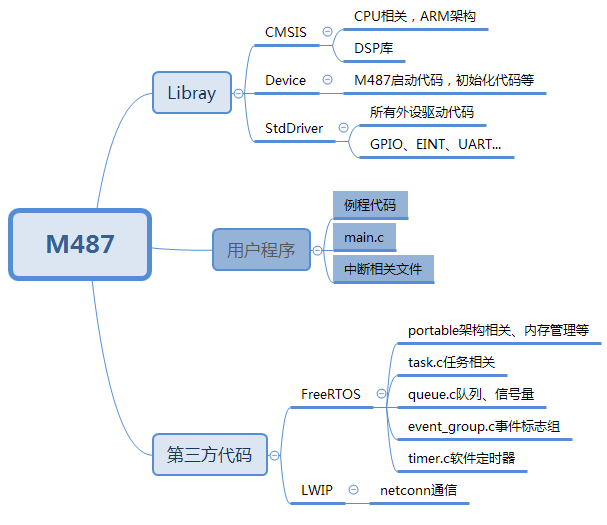 M487
Libray
CMSIS
CPU相关，ARM架构
DSP库
Device
M487启动代码，初始化代码等
StdDriver
所有外设驱动代码
GPIO、EINT、UART...
用户程序
例程代码
main.c
中断相关文件
第三方代码
FreeRTOS
portable架构相关、内存管理等
task.c任务相关
queue.c队列、信号量
event_group.c事件标志组
timer.c软件定时器
LWIP
netconn通信